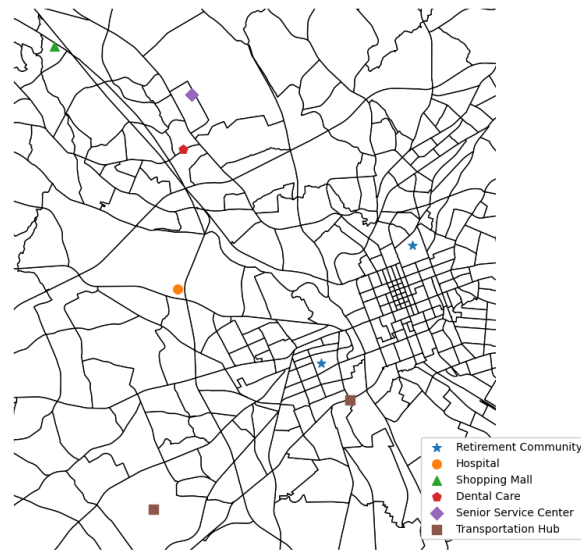 Retirement Community
Hospital
Shopping Mall
Dental Care
Senior Service Center
Transportation Hub